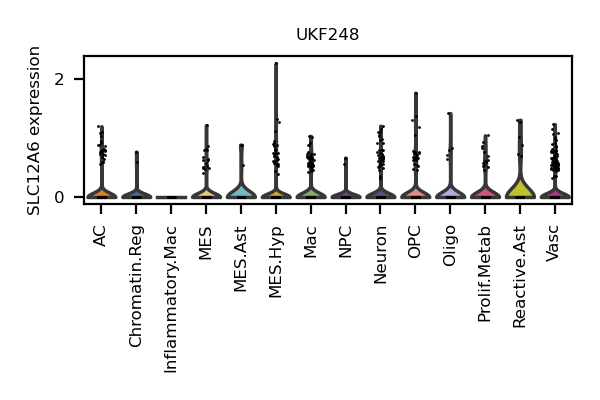 UKF248
SLC12A6 expression
2
0
AC
Chromatin.Reg
Inflammatory.Mac
MES
MES.Ast
MES.Hyp
Mac
NPC
Neuron
OPC
Oligo
Prolif.Metab
Reactive.Ast
Vasc